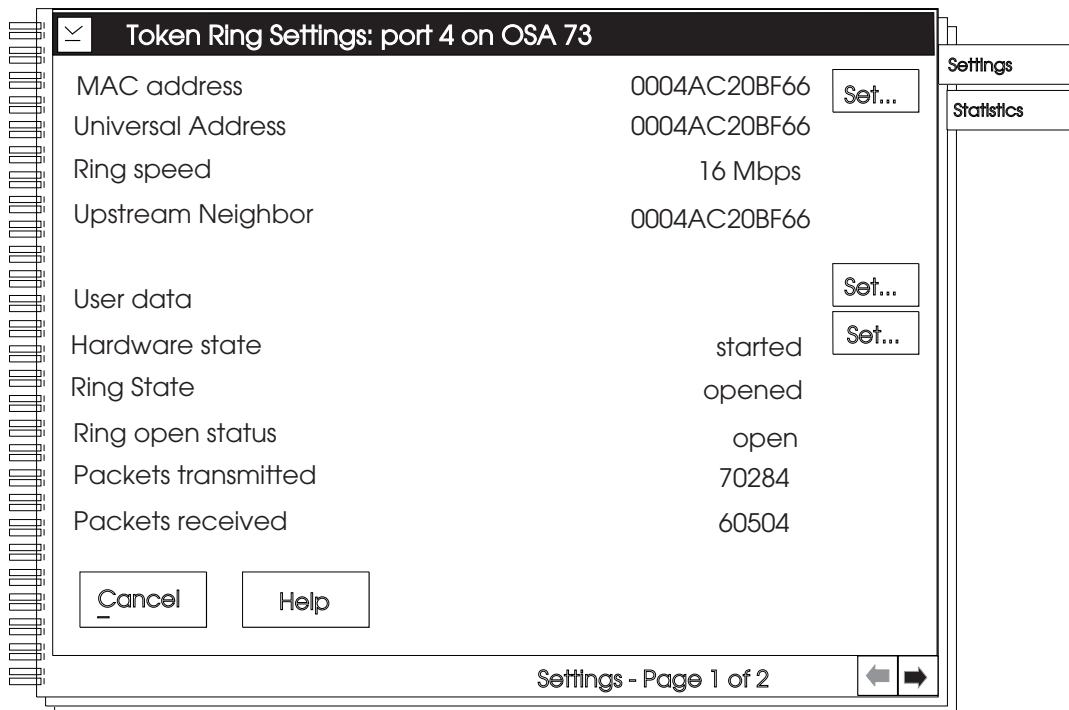 Token Ring Settings: port 4 on OSA 73
Settings
Statistics
MAC address 0004AC20BF66 Set...
Universal Address 0004AC20BF66
Ring speed 16 Mbps
Upstream Neighbor 0004AC20BF66
User data Set...
Hardware state started Set...
Ring State opened
Ring open status open
Packets transmitted 70284
Packets received 60504
Cancel Help
Settings - Page 1 of 2